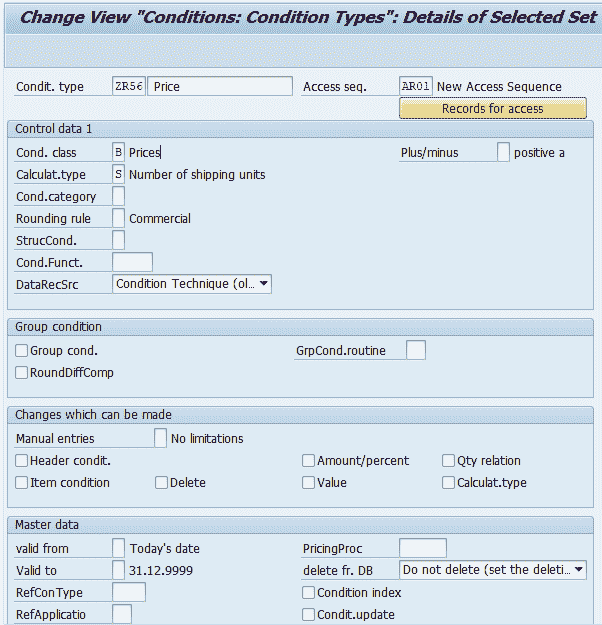 Change View "Conditions: Condition Types": Details of Selected Set
Condit. type ZR56 Price Access seq. AR01 New Access Sequence
Records for access
Control data 1
Cond. class B Prices Plus/minus positive a
Calculat.type S Number of shipping units
Cond.category
Rounding rule Commercial
StrucCond.
Cond.Funct.
DataRecSrc Condition Technique (ol...
Group condition
Group cond. GrpCond.routine
RoundDiffComp
Changes which can be made
Manual entries No limitations
Header condit. Amount/percent Qty relation
Item condition Delete Value Calculat.type
Master data
valid from Today's date PricingProc
Valid to 31.12.9999 delete fr. DB Do not delete (set the deleti...
RefConType Condition index
RefApplicatio Condit.update